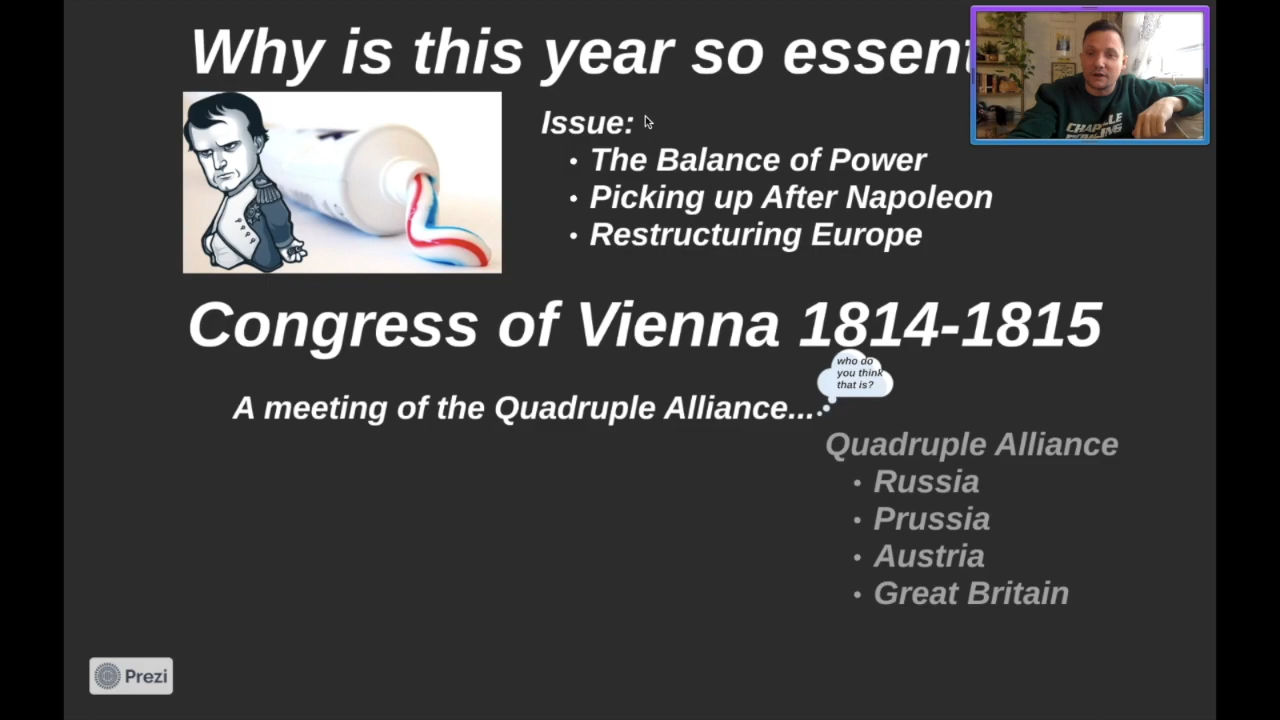 Why is this year so
Issue:
• The Balance of Power
• Picking up After Napoleon
• Restructuring Europe
Congress of Vienna 1814-1815
who do
you think
that is?
A meeting of the Quadruple Alliance...
Quadruple Alliance
• Russia
• Prussia
• Austria
• Great Britain
Prezi